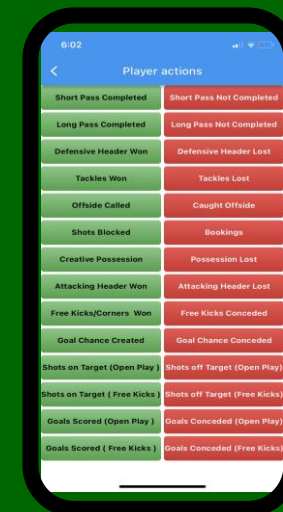 6:02
Player actions
Short Pass Completed Short Pass Not Completed
Long Pass Completed Long Pass Not Completed
Defensive Header Won Defensive Header Lost
Tackles Won Tackles Lost
Offside Called Caught Offside
Shots Blocked Bookings
Creative Possession Possession Lost
Attacking Header Won Attacking Header Lost
Free Kicks/Corners Won Free Kicks Conceded
Goal Chance Created Goal Chance Conceded
Shots on Target (Open Play ) Shots off Target (Open Play)
Shots on Target ( Free Kicks ) Shots off Target (Free Kicks)
Goals Scored (Open Play ) Goals Conceded (Open Play)
Goals Scored ( Free Kicks ) Goals Conceded (Free Kicks)